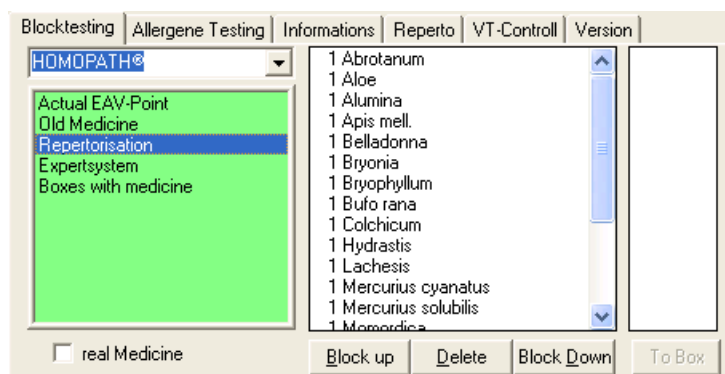 Blocktesting Allergene Testing Informations Reperto VT-Controll Version
HOMOPATH®
Actual EAV-Point
Old Medicine
Repertorisation
Expertsystem
Boxes with medicine
real Medicine
1 Abrotanum
1 Aloe
1 Alumina
1 Apis mell.
1 Belladonna
1 Bryonia
1 Bryophyllum
1 Bufo rana
1 Colchicum
1 Hydrastis
1 Lachesis
1 Mercurius cyanatus
1 Mercurius solubilis
1 Momordica
Block up Delete Block Down To Box